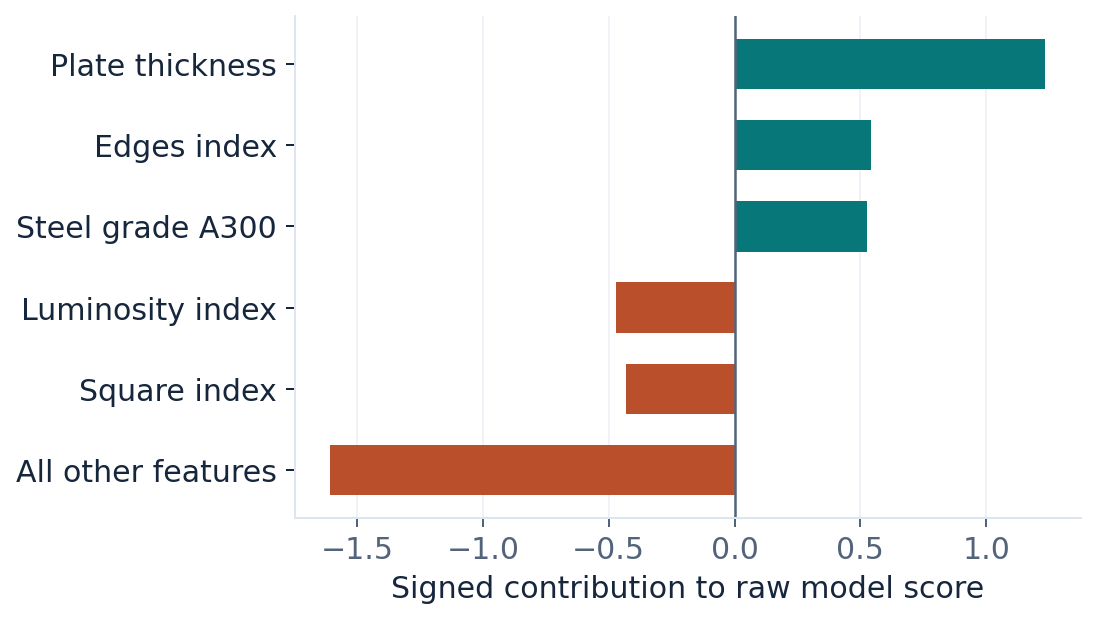 Plate thickness
Edges index
Steel grade A300
Luminosity index
Square index
All other features
−1.5 −1.0 −0.5 0.0 0.5 1.0
Signed contribution to raw model score